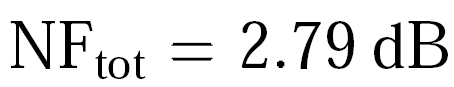 NF_tot = 2.79 dB